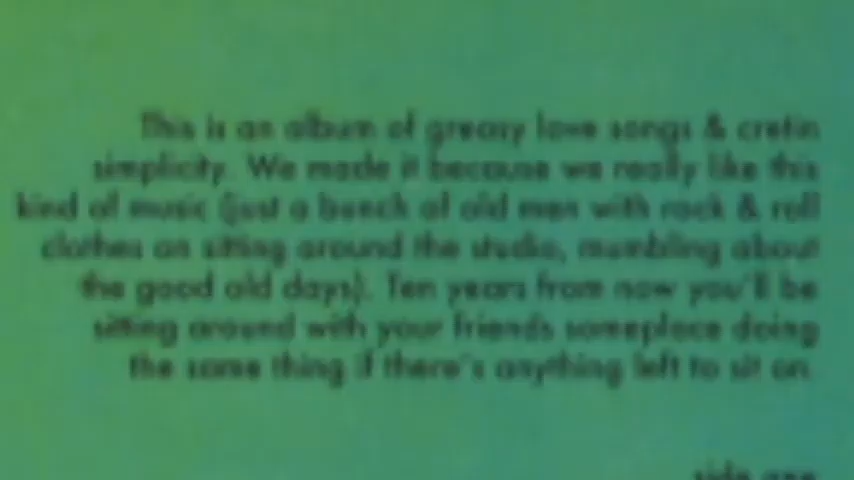 This is an album of greasy love songs & cretin
simplicity. We made it because we really like this
kind of music (just a bunch of old men with rock & roll
clothes on sitting around the studio, mumbling about
the good old days). Ten years from now you'll be
sitting around with your friends someplace doing
the same thing if there's anything left to sit on.
side one